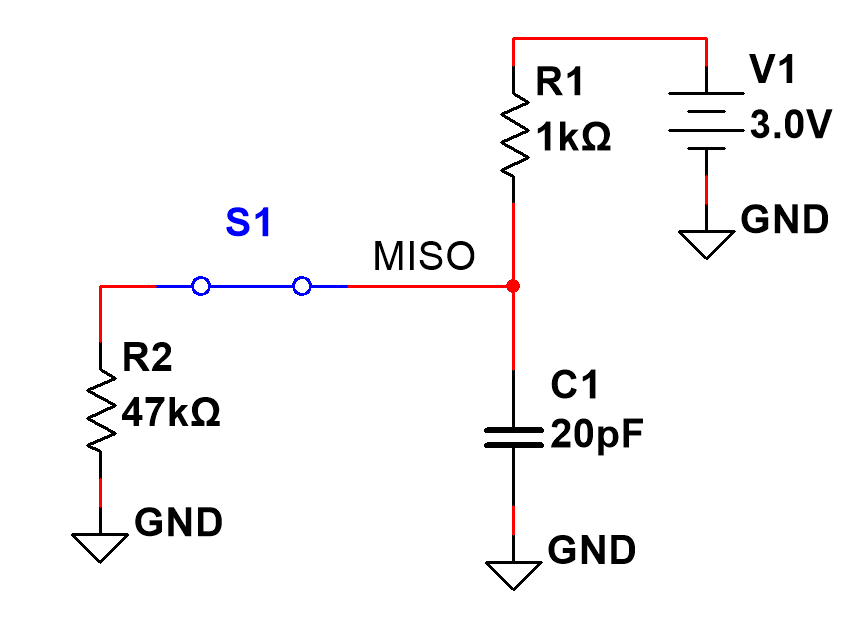 R1
1kΩ
V1
3.0V
GND
S1
MISO
R2
47kΩ
GND
C1
20pF
GND